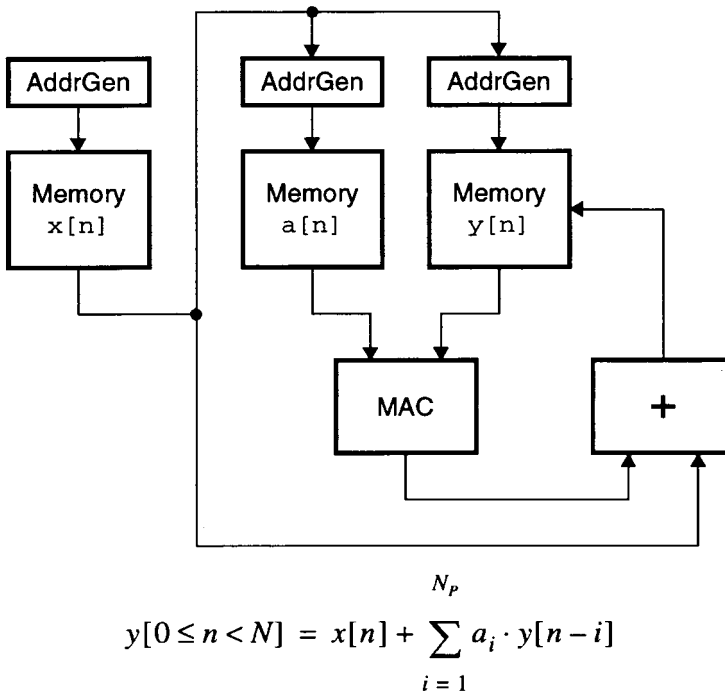 AddrGen
AddrGen
AddrGen
Memory
x[n]
Memory
a[n]
Memory
y[n]
MAC
+
N_P
y[0 ≤ n < N] = x[n] + ∑ a_i · y[n − i]
i = 1